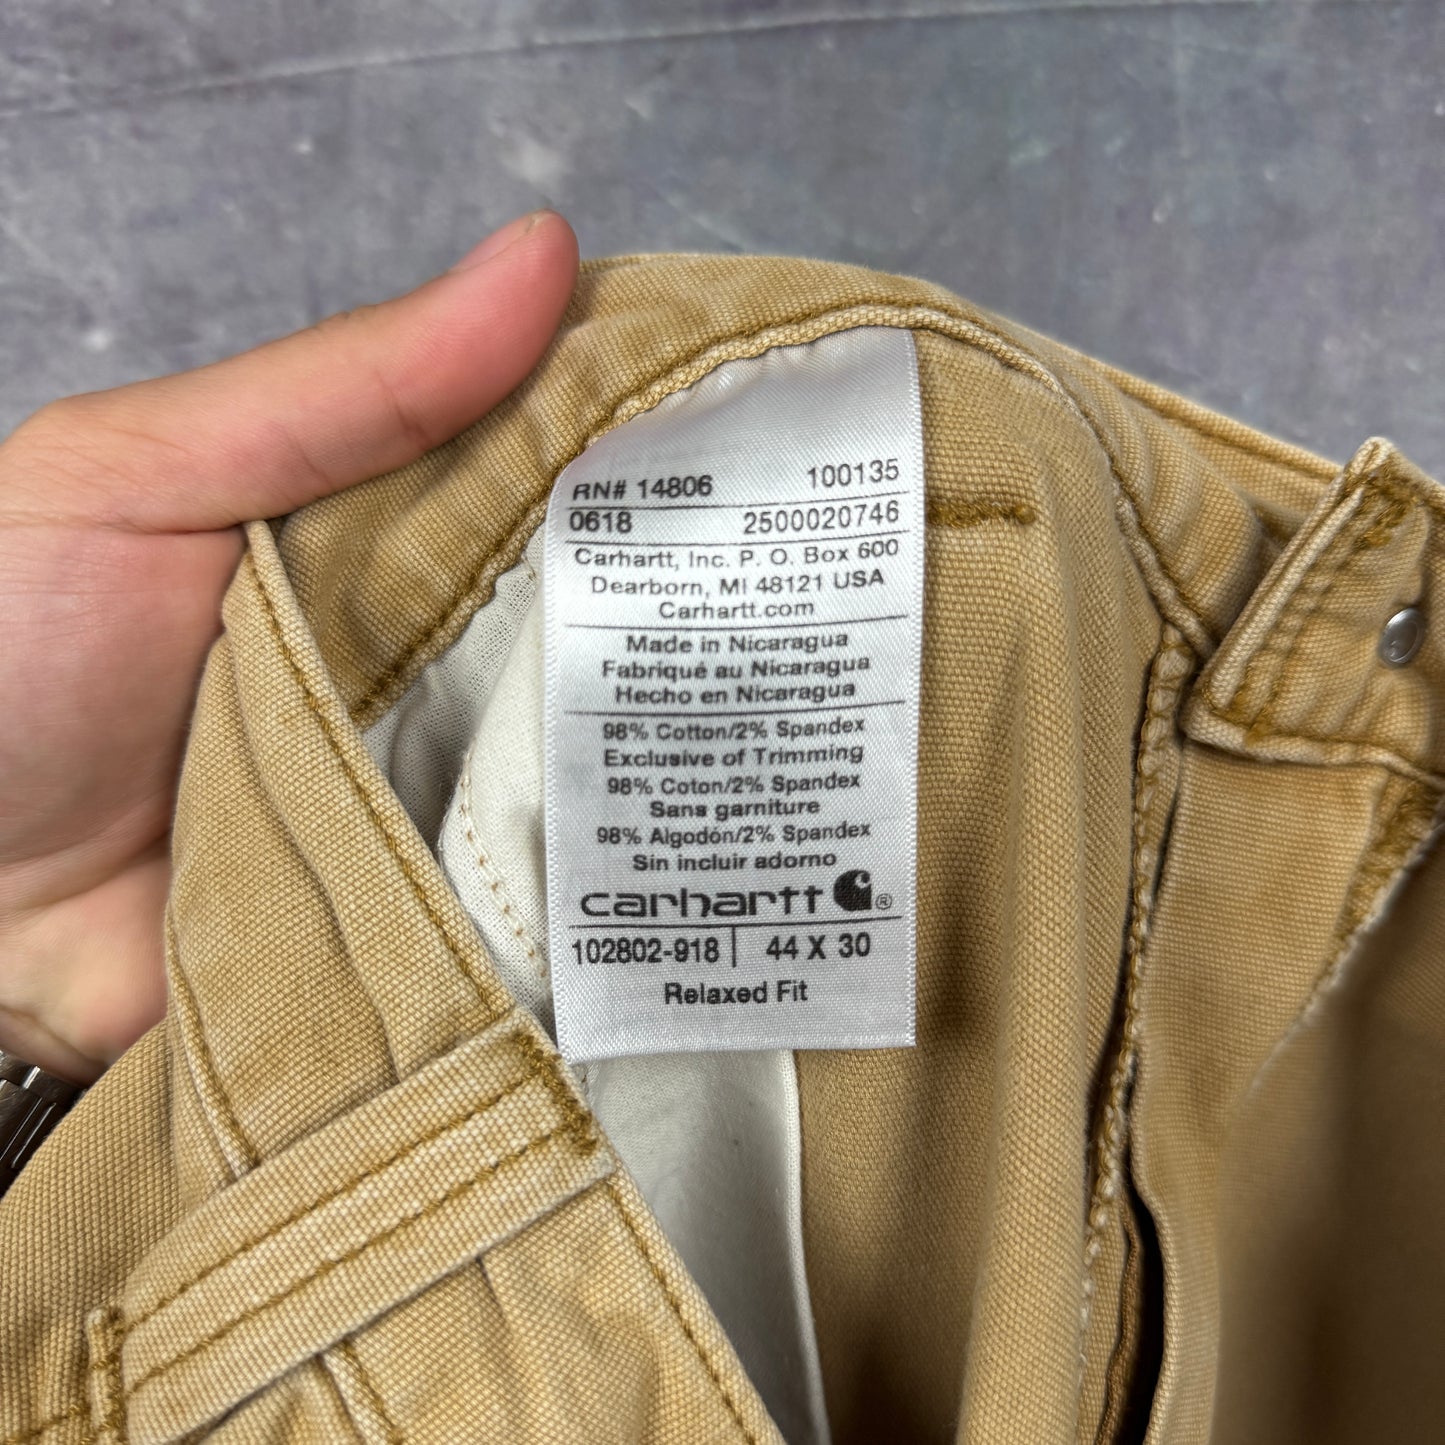 RN# 14806 100135
0618 2500020746
Carhartt, Inc. P. O. Box 600
Dearborn, MI 48121 USA
Carhartt.com
Made in Nicaragua
Fabriqué au Nicaragua
Hecho en Nicaragua
98% Cotton/2% Spandex
Exclusive of Trimming
98% Coton/2% Spandex
Sans garniture
98% Algodón/2% Spandex
Sin incluir adorno
carhartt ®
102802-918 | 44 X 30
Relaxed Fit